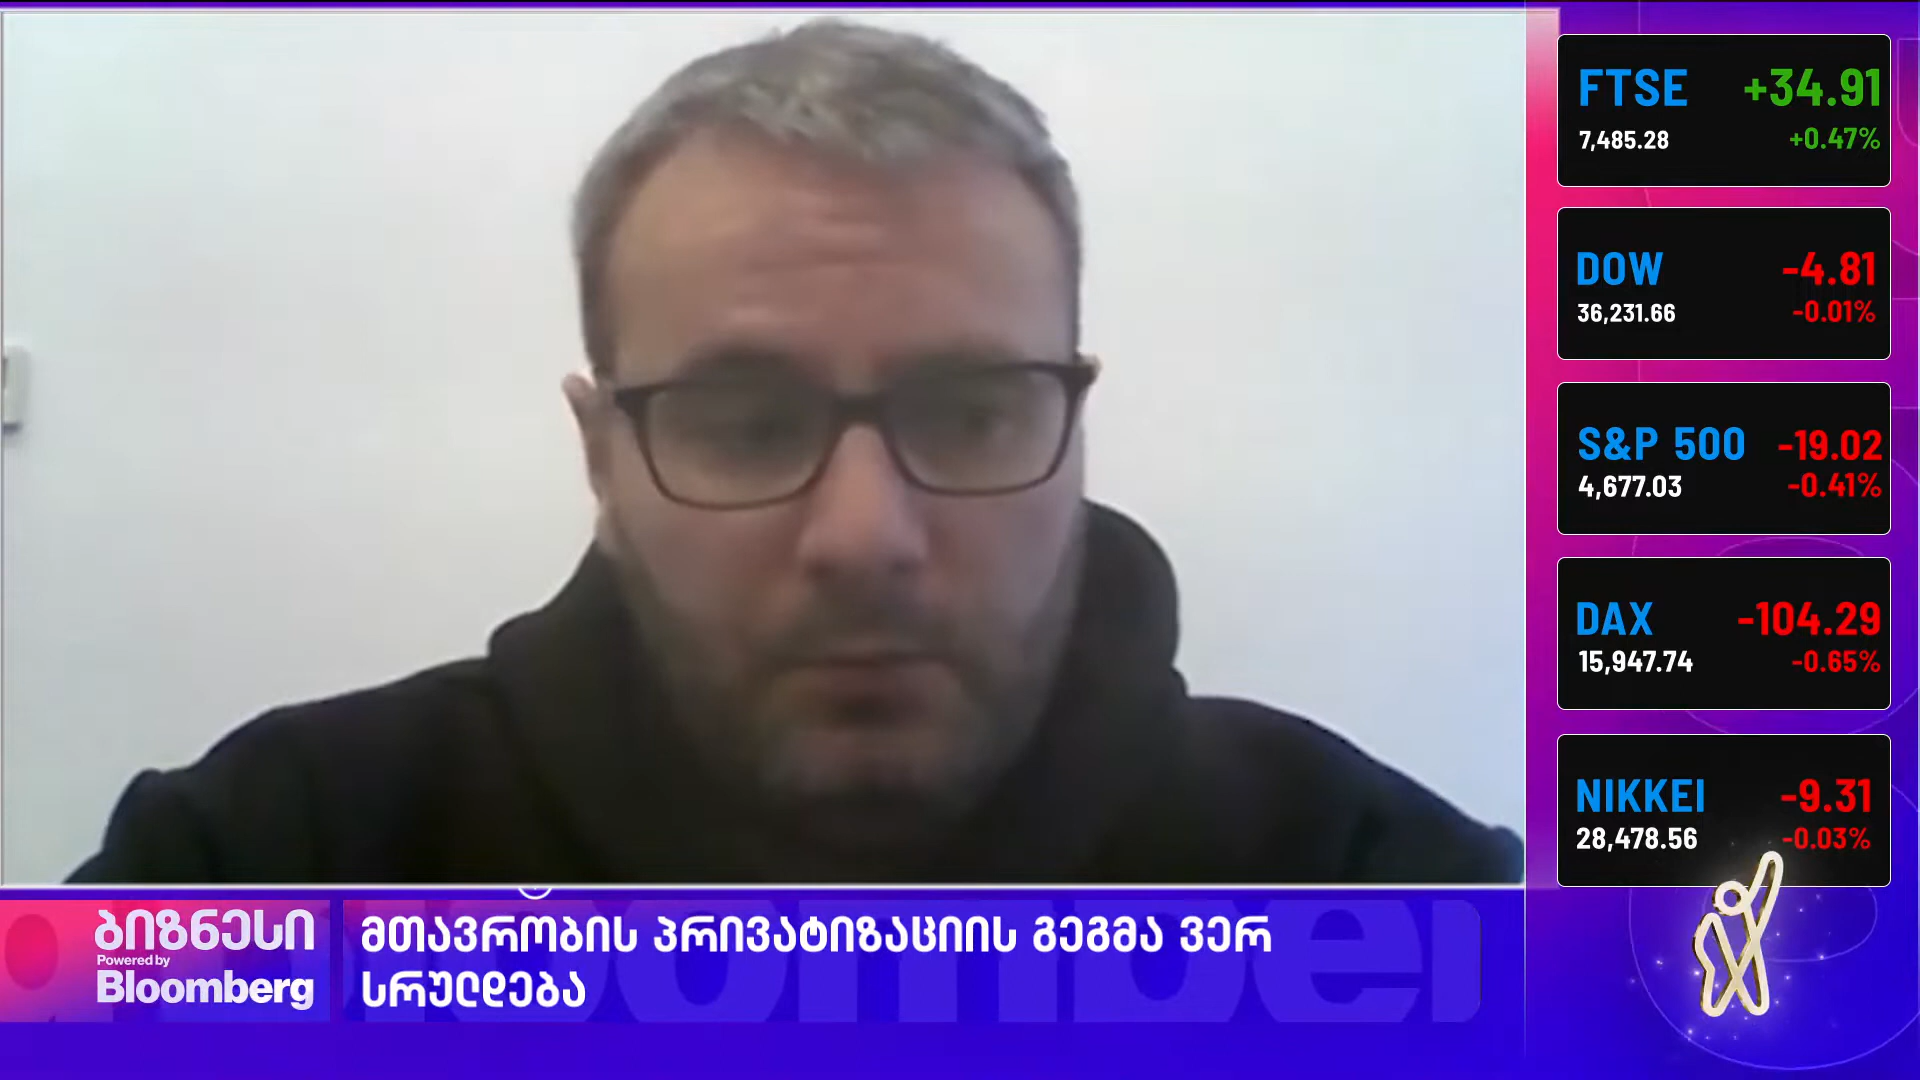 FTSE +34.91
7,485.28 +0.47%
DOW -4.81
36,231.66 -0.01%
S&P 500 -19.02
4,677.03 -0.41%
DAX -104.29
15,947.74 -0.65%
NIKKEI -9.31
28,478.56 -0.03%
ბიზნესი
Powered by
Bloomberg
მთავრობის პრივატიზაციის გეგმა ვერ
სრულდება